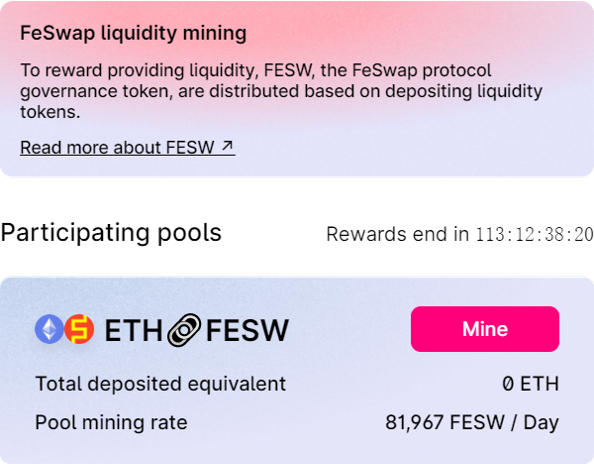 FeSwap liquidity mining
To reward providing liquidity, FESW, the FeSwap protocol
governance token, are distributed based on depositing liquidity
tokens.
Read more about FESW ↗
Participating pools
Rewards end in 113:12:38:20
ETH🔗FESW
Mine
Total deposited equivalent
0 ETH
Pool mining rate
81,967 FESW / Day